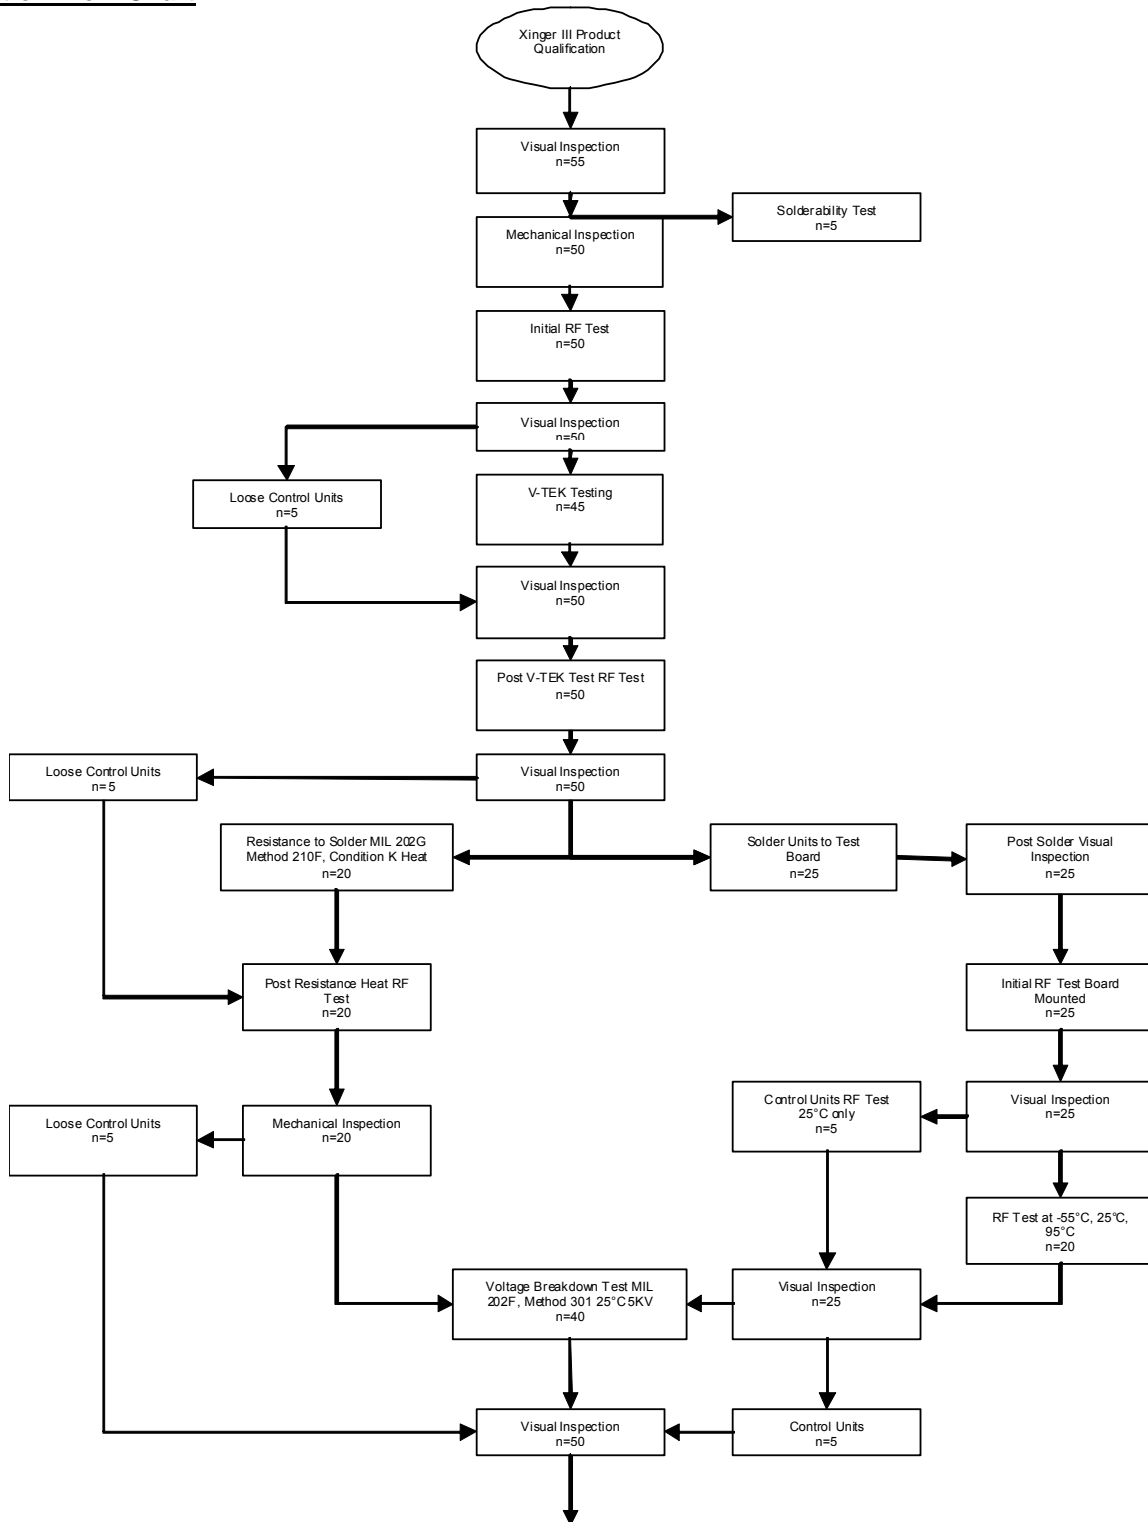 Xinger III Product
Qualification
Visual Inspection
n=55
Solderability Test
n=5
Mechanical Inspection
n=50
Initial RF Test
n=50
Visual Inspection
n=50
Loose Control Units
n=5
V-TEK Testing
n=45
Visual Inspection
n=50
Post V-TEK Test RF Test
n=50
Loose Control Units
n=5
Visual Inspection
n=50
Resistance to Solder MIL 202G
Method 210F, Condition K Heat
n=20
Solder Units to Test
Board
n=25
Post Solder Visual
Inspection
n=25
Post Resistance Heat RF
Test
n=20
Initial RF Test Board
Mounted
n=25
Loose Control Units
n=5
Mechanical Inspection
n=20
Control Units RF Test
25°C only
n=5
Visual Inspection
n=25
RF Test at -55°C, 25°C,
95°C
n=20
Voltage Breakdown Test MIL
202F, Method 301 25°C 5KV
n=40
Visual Inspection
n=25
Visual Inspection
n=50
Control Units
n=5